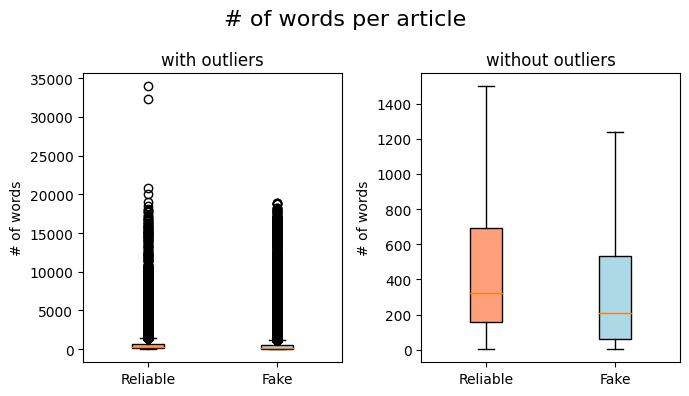 # of words per article
with outliers
# of words
35000
30000
25000
20000
15000
10000
5000
0
Reliable
Fake
without outliers
# of words
1400
1200
1000
800
600
400
200
0
Reliable
Fake